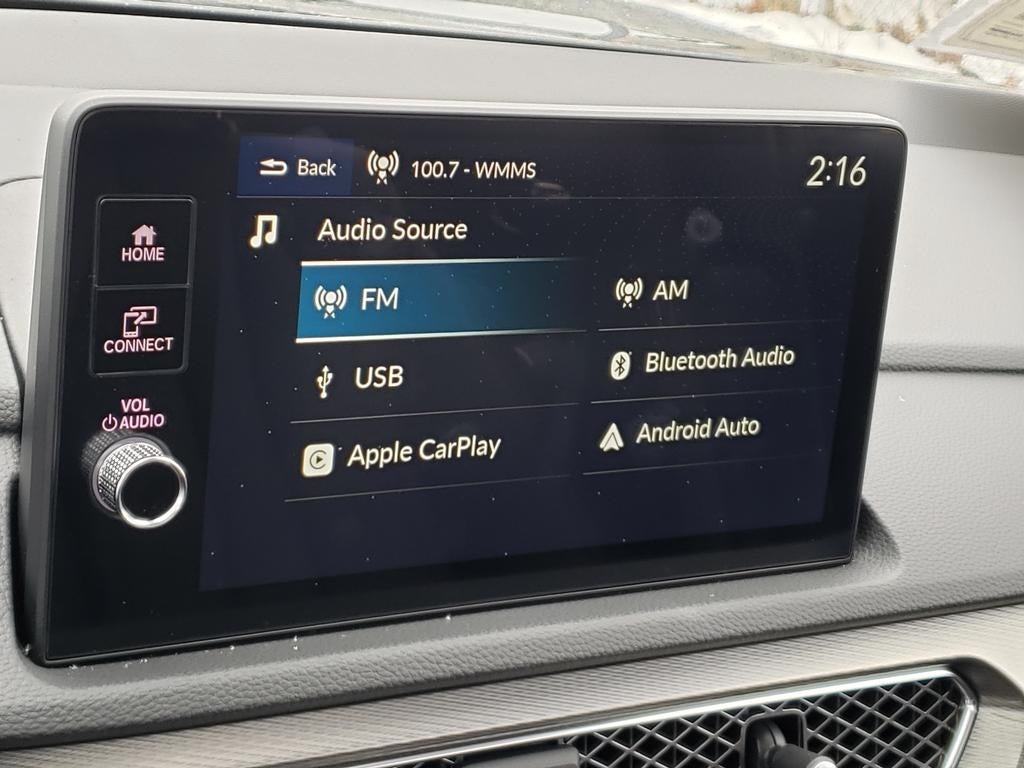 Back 100.7 - WMMS 2:16
Audio Source
HOME
CONNECT
VOL
AUDIO
FM
AM
USB
Bluetooth Audio
Apple CarPlay
Android Auto